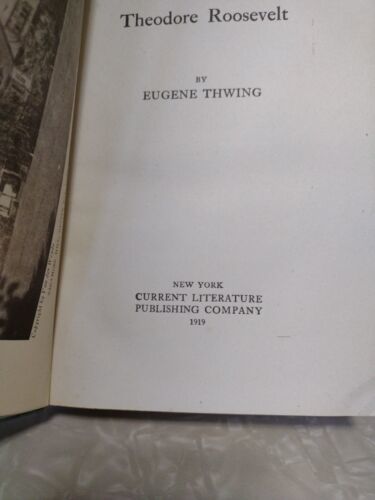 Theodore Roosevelt
BY
EUGENE THWING
NEW YORK
CURRENT LITERATURE
PUBLISHING COMPANY
1919